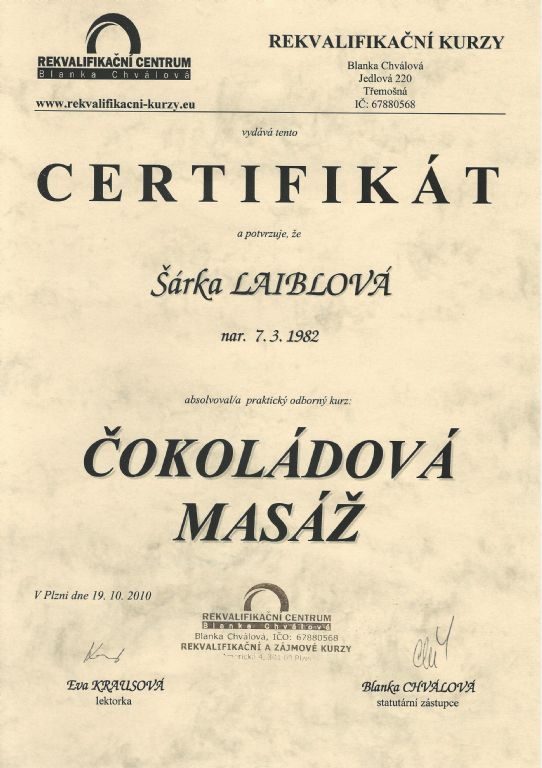 REKVALIFIKAČNÍ CENTRUM
Blanka Chválová
www.rekvalifikacni-kurzy.eu
REKVALIFIKAČNÍ KURZY
Blanka Chválová
Jedlová 220
Třemošná
IČ: 67880568
vydává tento
CERTIFIKÁT
a potvrzuje, že
Šárka LAIBLOVÁ
nar. 7. 3. 1982
absolvoval/a praktický odborný kurz:
ČOKOLÁDOVÁ
MASÁŽ
V Plzni dne 19. 10. 2010
REKVALIFIKAČNÍ CENTRUM
Blanka Chválová
Blanka Chválová, IČO: 67880568
REKVALIFIKAČNÍ A ZÁJMOVÉ KURZY
Eva KRAUSOVÁ
lektorka
Blanka CHVÁLOVÁ
statutární zástupce